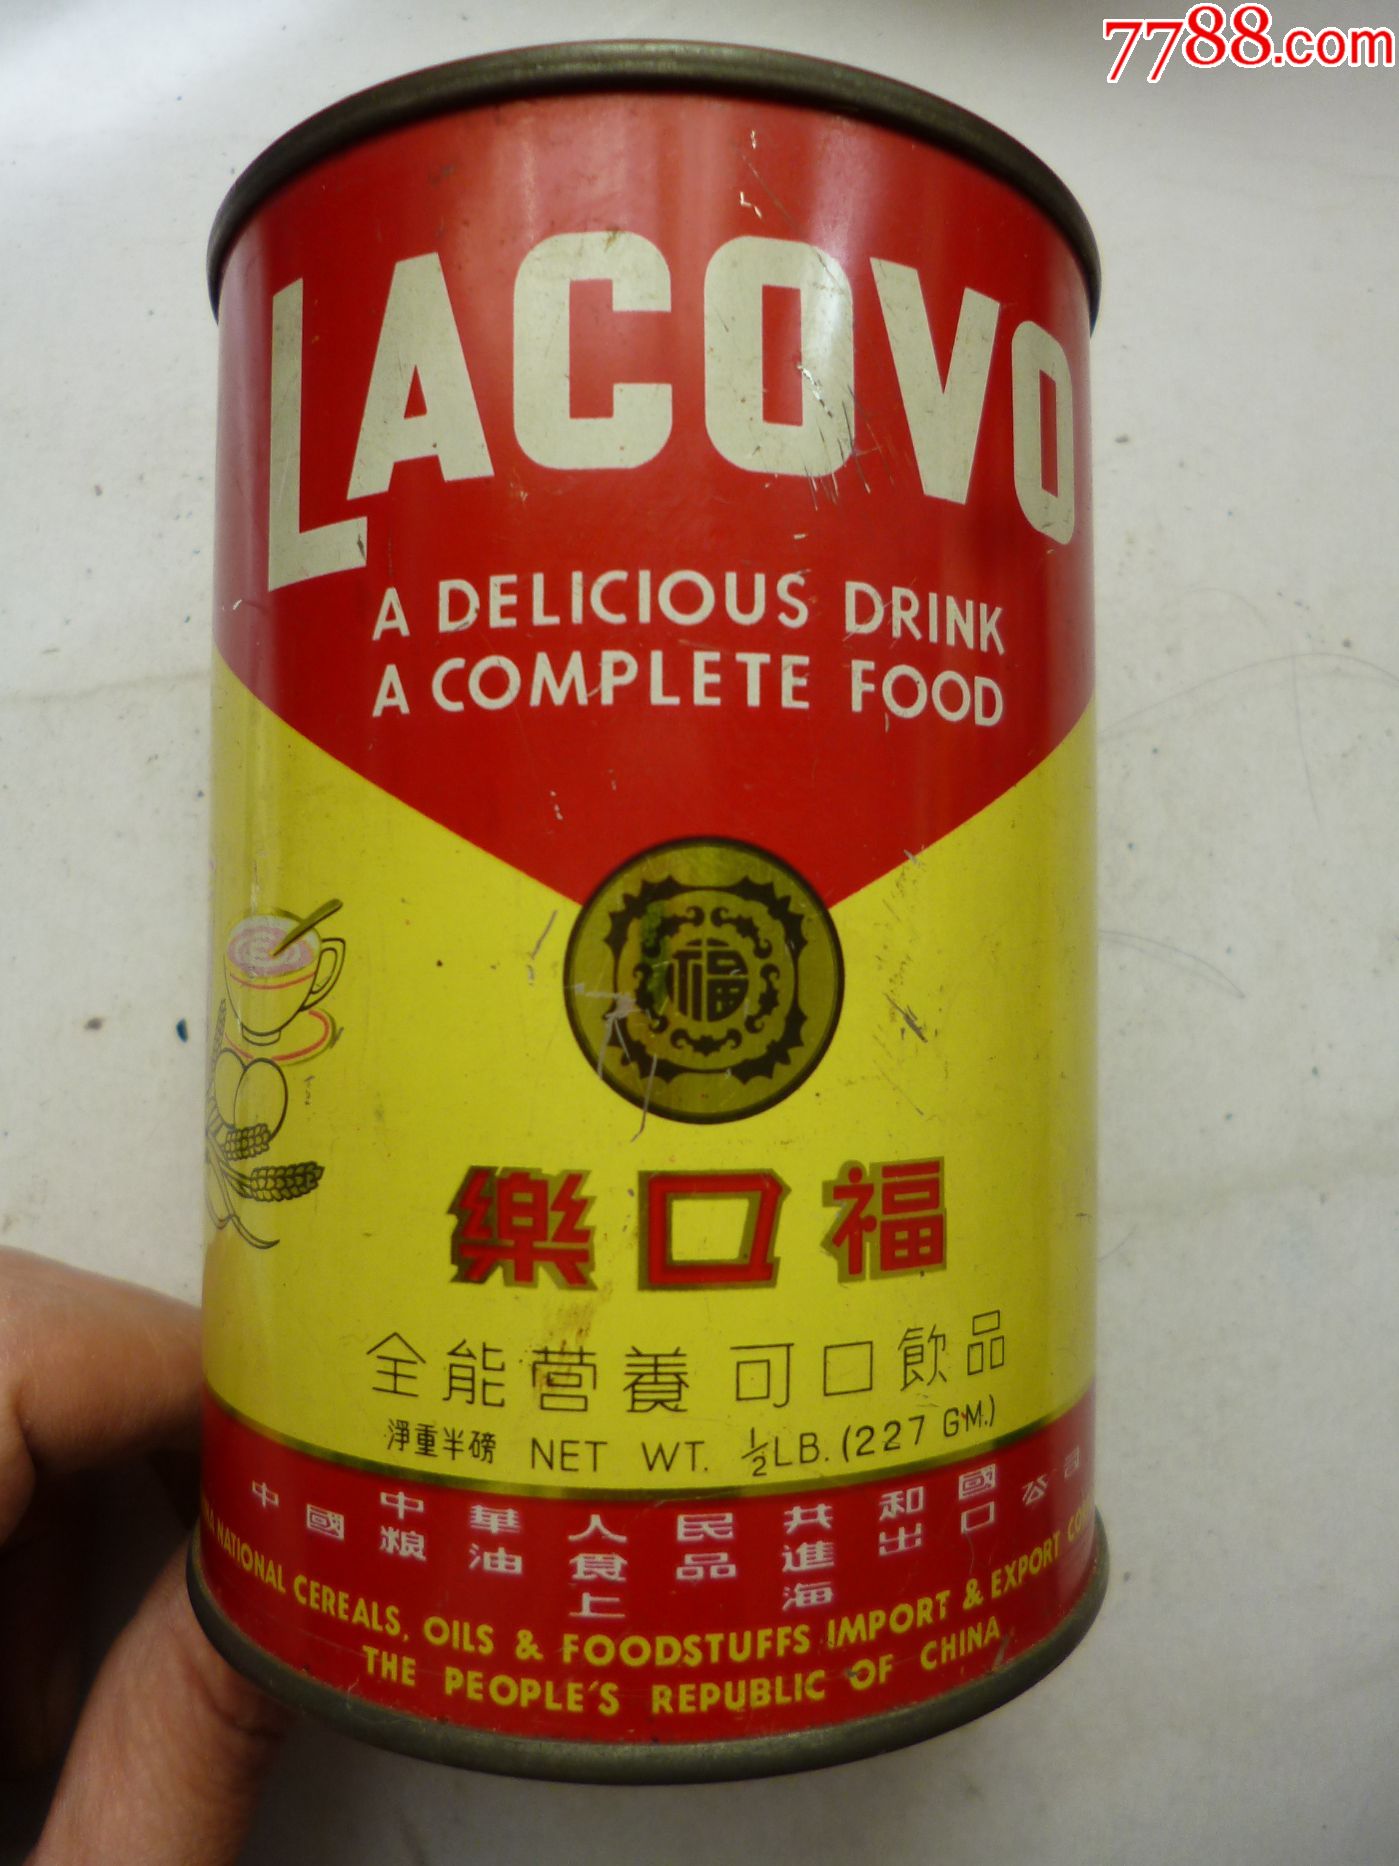 7788.com
LACOVO
A DELICIOUS DRINK
A COMPLETE FOOD
福
樂口福
全能营養 可口飲品
淨重半磅 NET WT. ½LB. (227 GM.)
中華人民共和國
中國粮油食品進出口公司
上海
NATIONAL CEREALS, OILS & FOODSTUFFS IMPORT & EXPORT
THE PEOPLE'S REPUBLIC OF CHINA